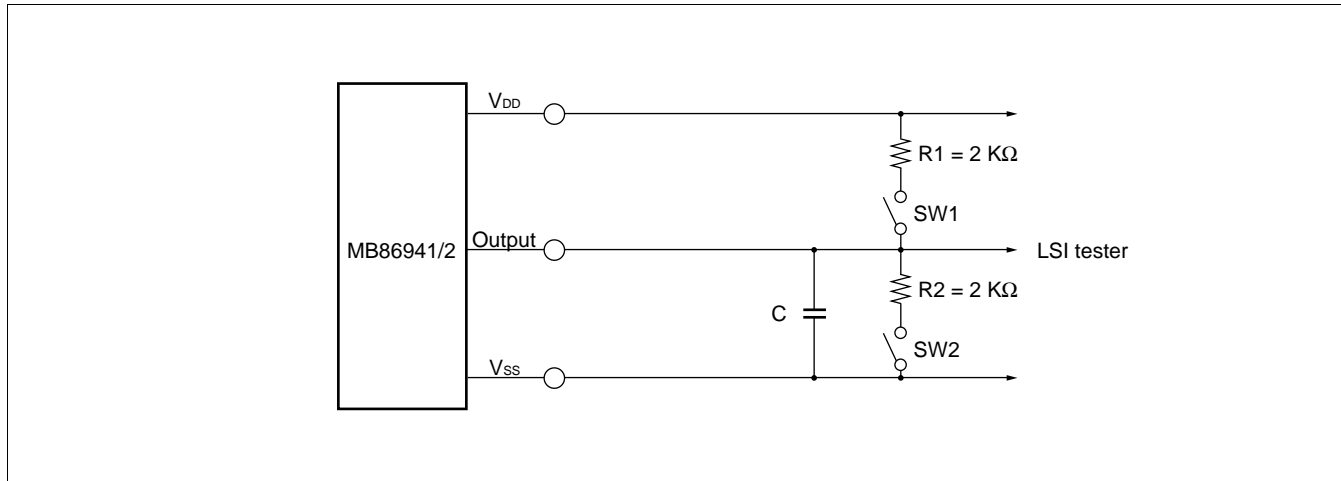 VDD
R1 = 2 KΩ
SW1
MB86941/2
Output
LSI tester
R2 = 2 KΩ
C
SW2
VSS